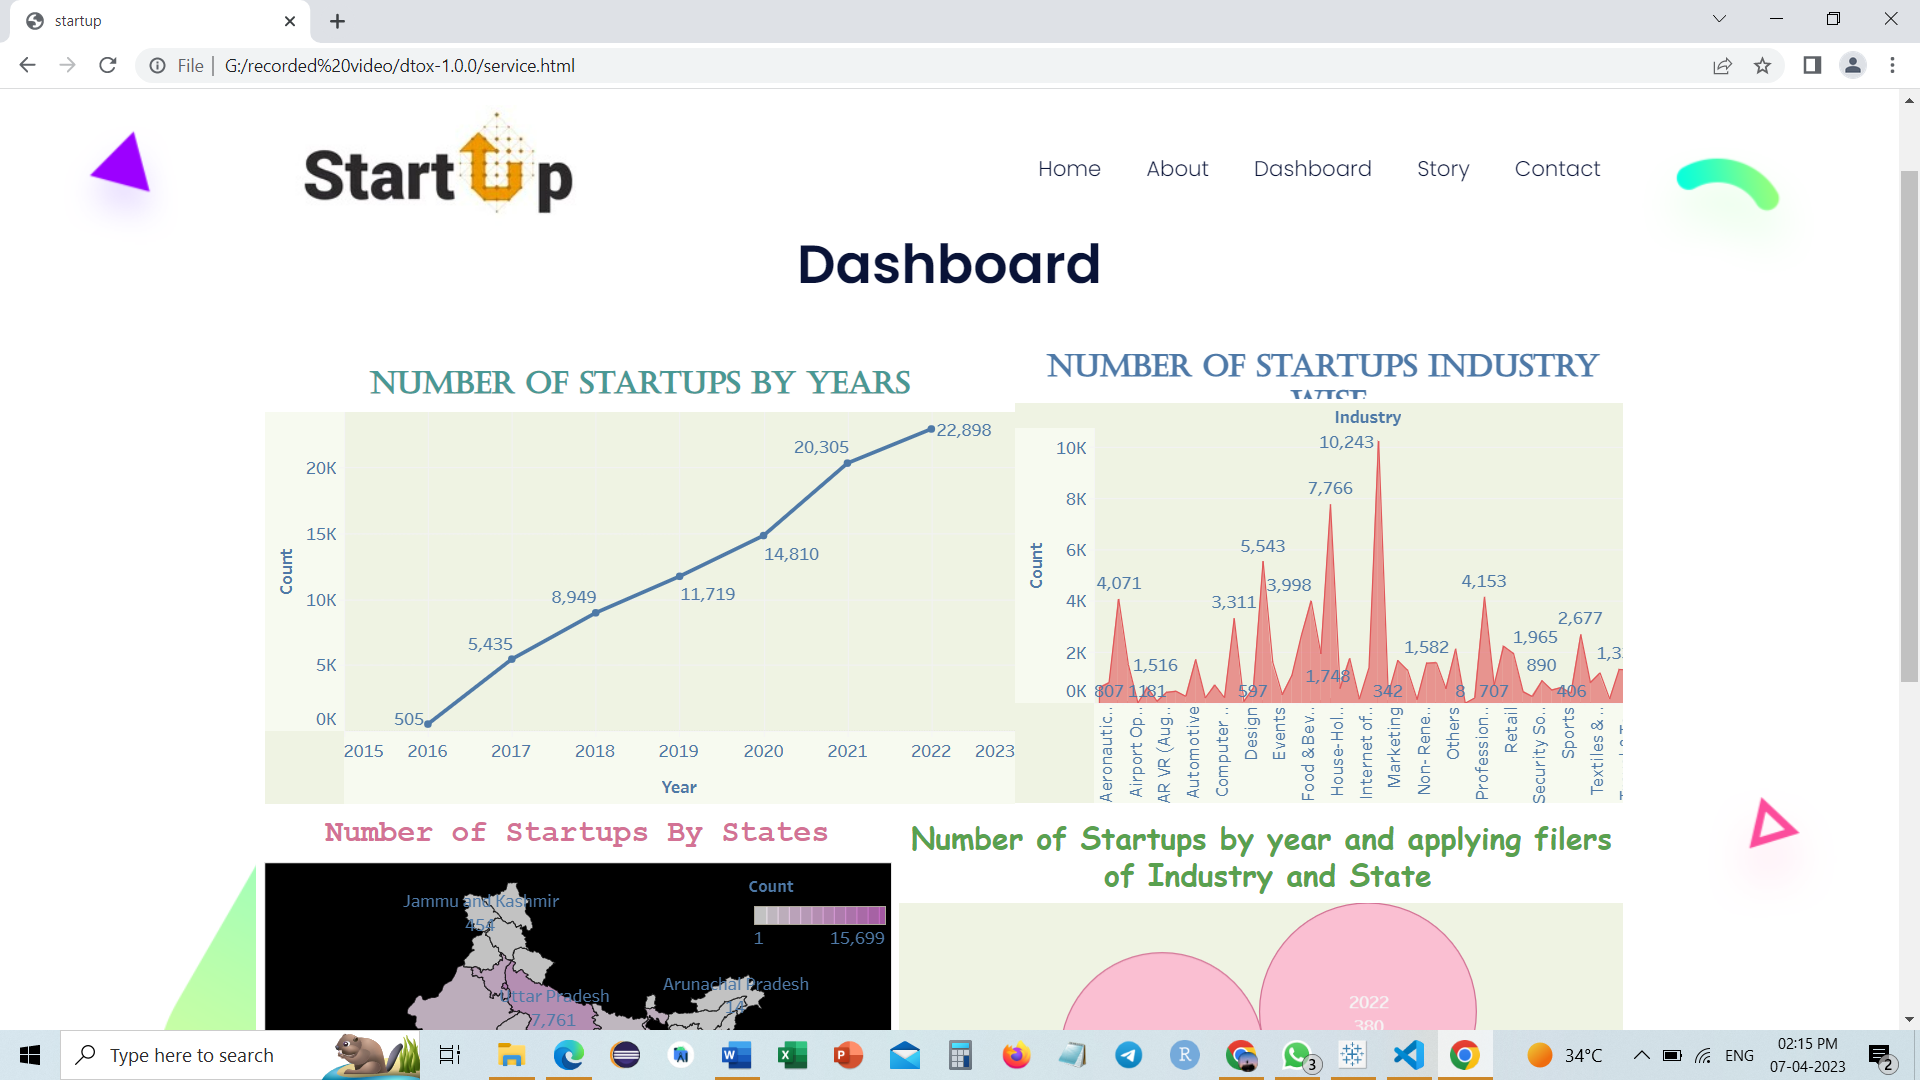 startup
File
G:/recorded%20video/dtox-1.0.0/service.html
StartUp
Home About Dashboard Story Contact
Dashboard
NUMBER OF STARTUPS BY YEARS
Count
20K
15K
10K
5K
0K
505
5,435
8,949
11,719
14,810
20,305
22,898
2015 2016 2017 2018 2019 2020 2021 2022 2023
Year
NUMBER OF STARTUPS INDUSTRY
WISE
Industry
Count
10K
8K
6K
4K
2K
0K
10,243
7,766
5,543
4,071
3,998
4,153
3,311
2,677
1,965
1,582
1,516
890
1,748
807
1181
597
342
8
707
406
Aeronautic..
Airport Op..
AR VR (Aug..
Automotive
Computer ..
Design
Events
Food & Bev..
House-Hol..
Internet of..
Marketing
Non- Rene..
Others
Profession..
Retail
Security So..
Sports
Textiles & ..
Number of Startups By States
Jammu and Kashmir
454
Count
1 15,699
Arunachal Pradesh
14
Uttar Pradesh
7,761
Number of Startups by year and applying filers
of Industry and State
2022
380
Type here to search
3
34°C
ENG
02:15 PM
07-04-2023
2